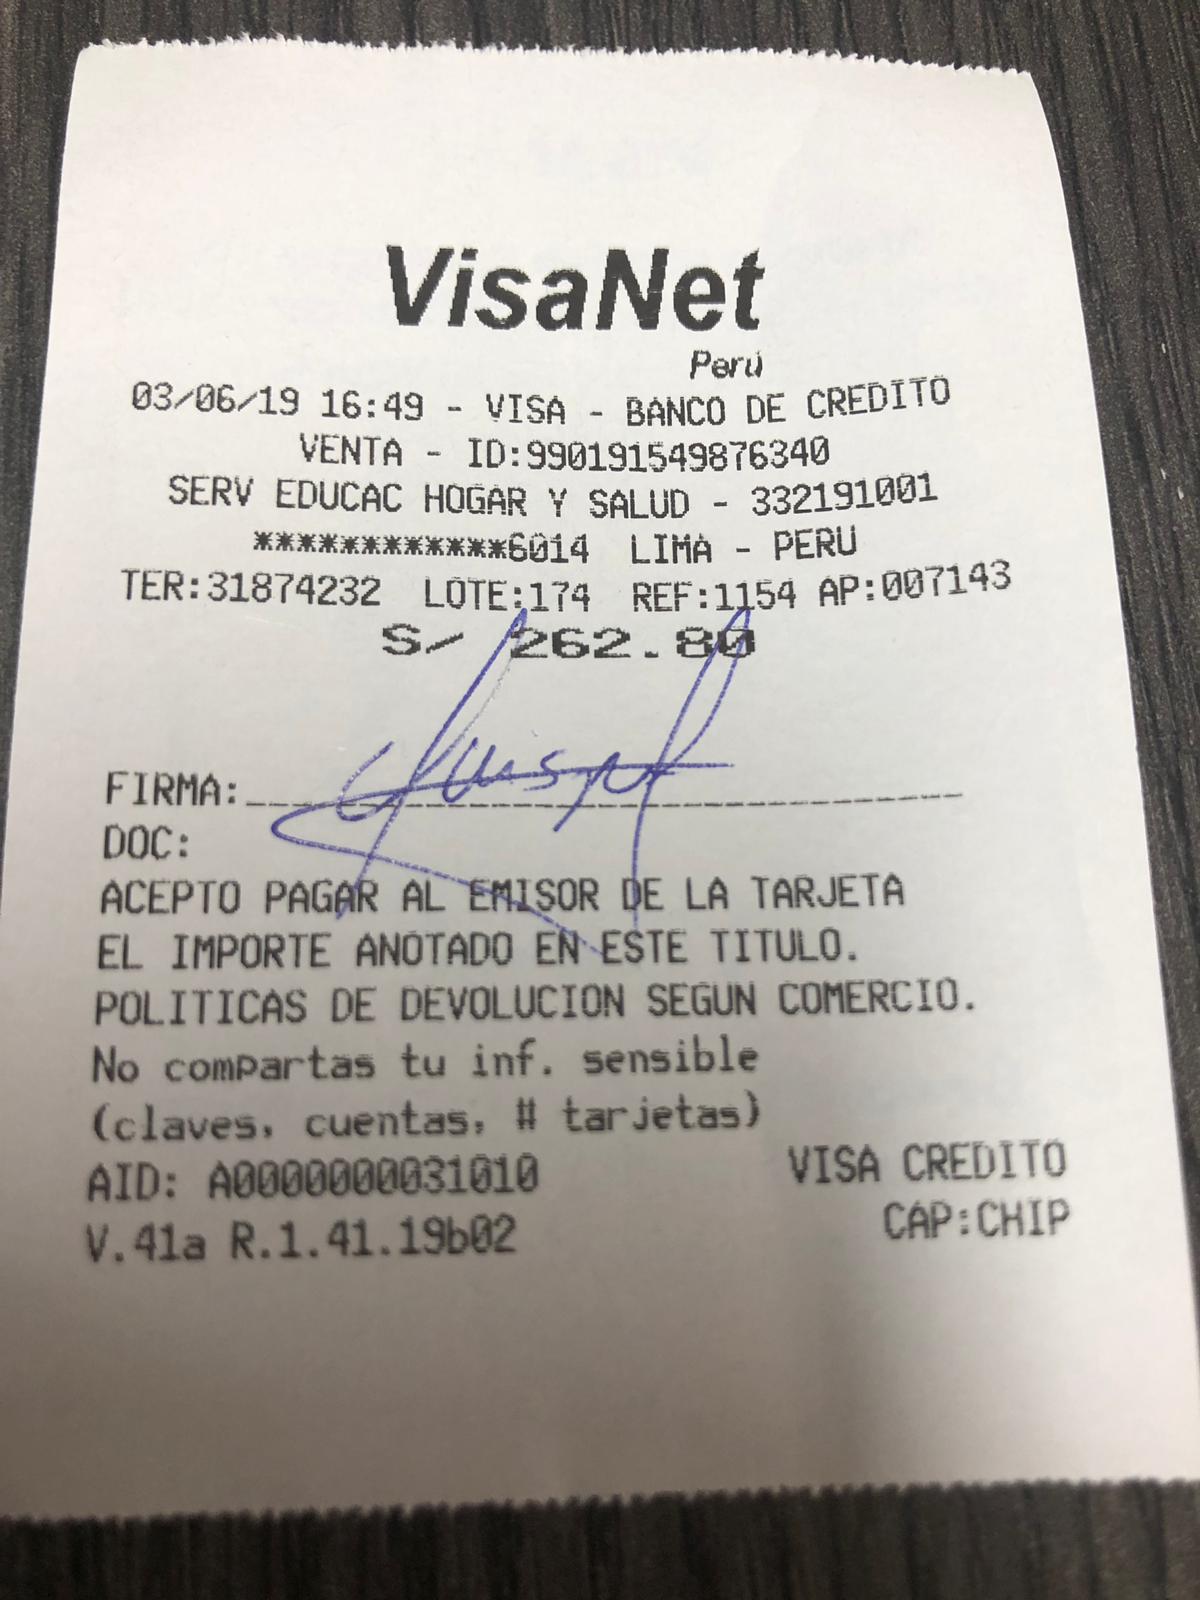 VisaNet
Perú
03/06/19 16:49 - VISA - BANCO DE CREDITO
VENTA - ID:990191549876340
SERV EDUCAC HOGAR Y SALUD - 332191001
************6014 LIMA - PERU
TER:31874232 LOTE:174 REF:1154 AP:007143
S/ 262.80
FIRMA:
DOC:
ACEPTO PAGAR AL EMISOR DE LA TARJETA
EL IMPORTE ANOTADO EN ESTE TITULO.
POLITICAS DE DEVOLUCION SEGUN COMERCIO.
No compartas tu inf. sensible
(claves, cuentas, # tarjetas)
AID: A0000000031010 VISA CREDITO
V.41a R.1.41.19b02 CAP:CHIP